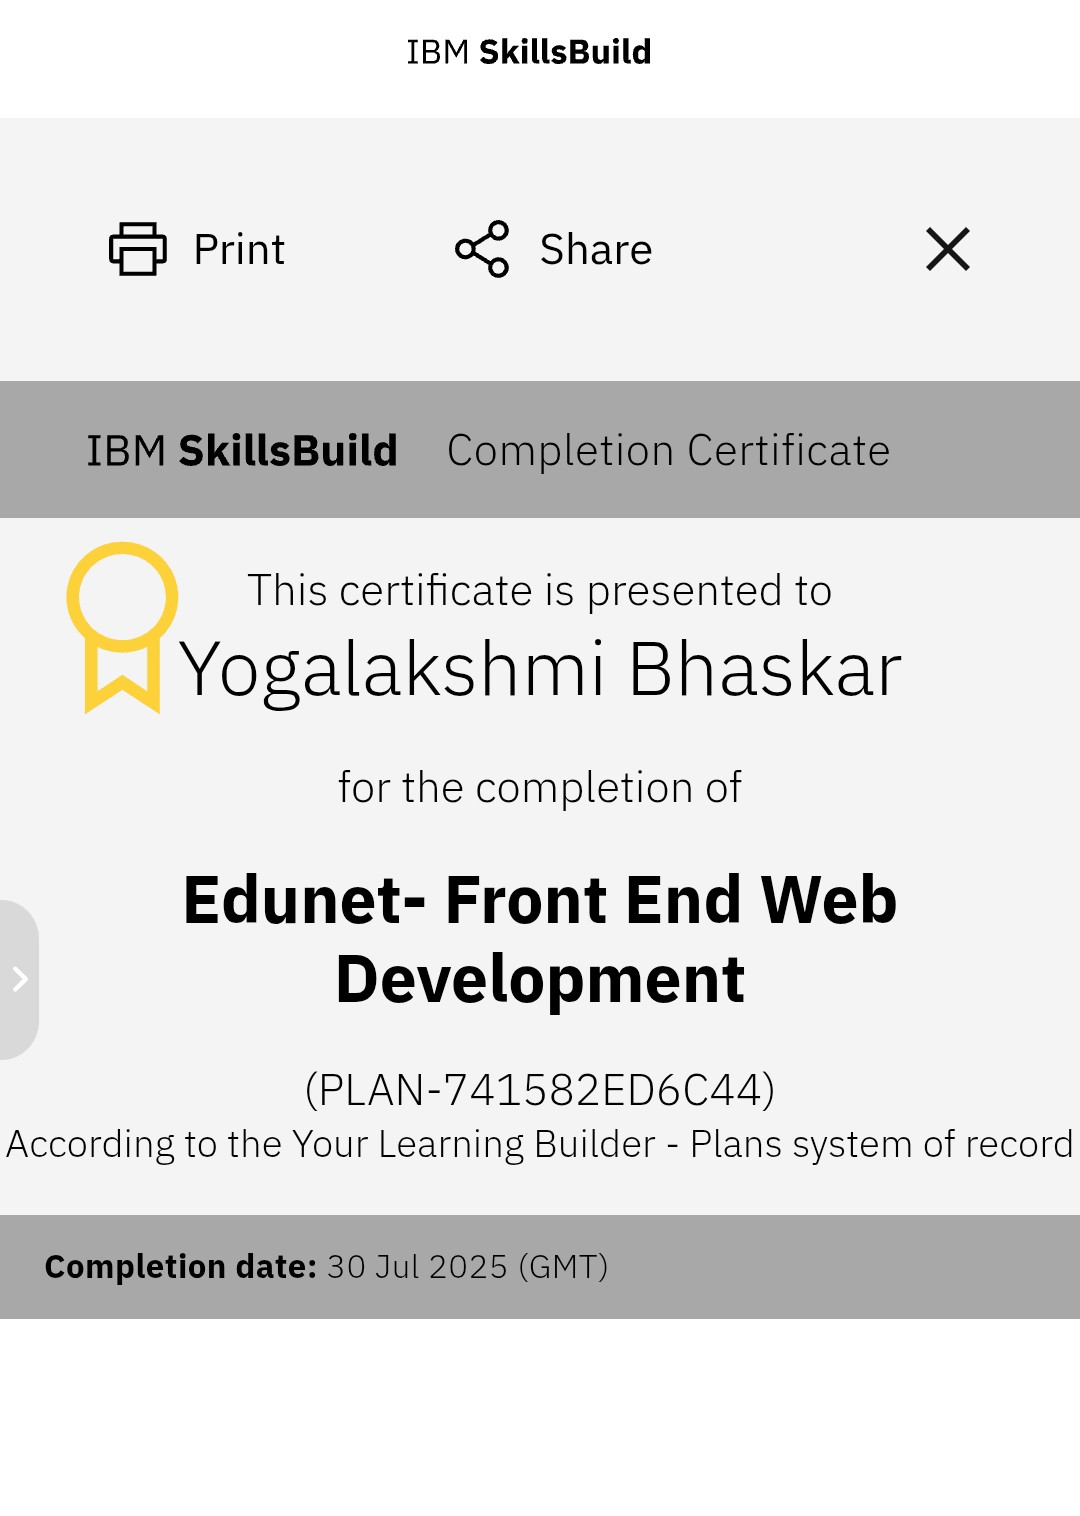 IBM SkillsBuild
Print
Share
IBM SkillsBuild Completion Certificate
This certificate is presented to
Yogalakshmi Bhaskar
for the completion of
Edunet- Front End Web
Development
(PLAN-741582ED6C44)
According to the Your Learning Builder - Plans system of record
Completion date: 30 Jul 2025 (GMT)